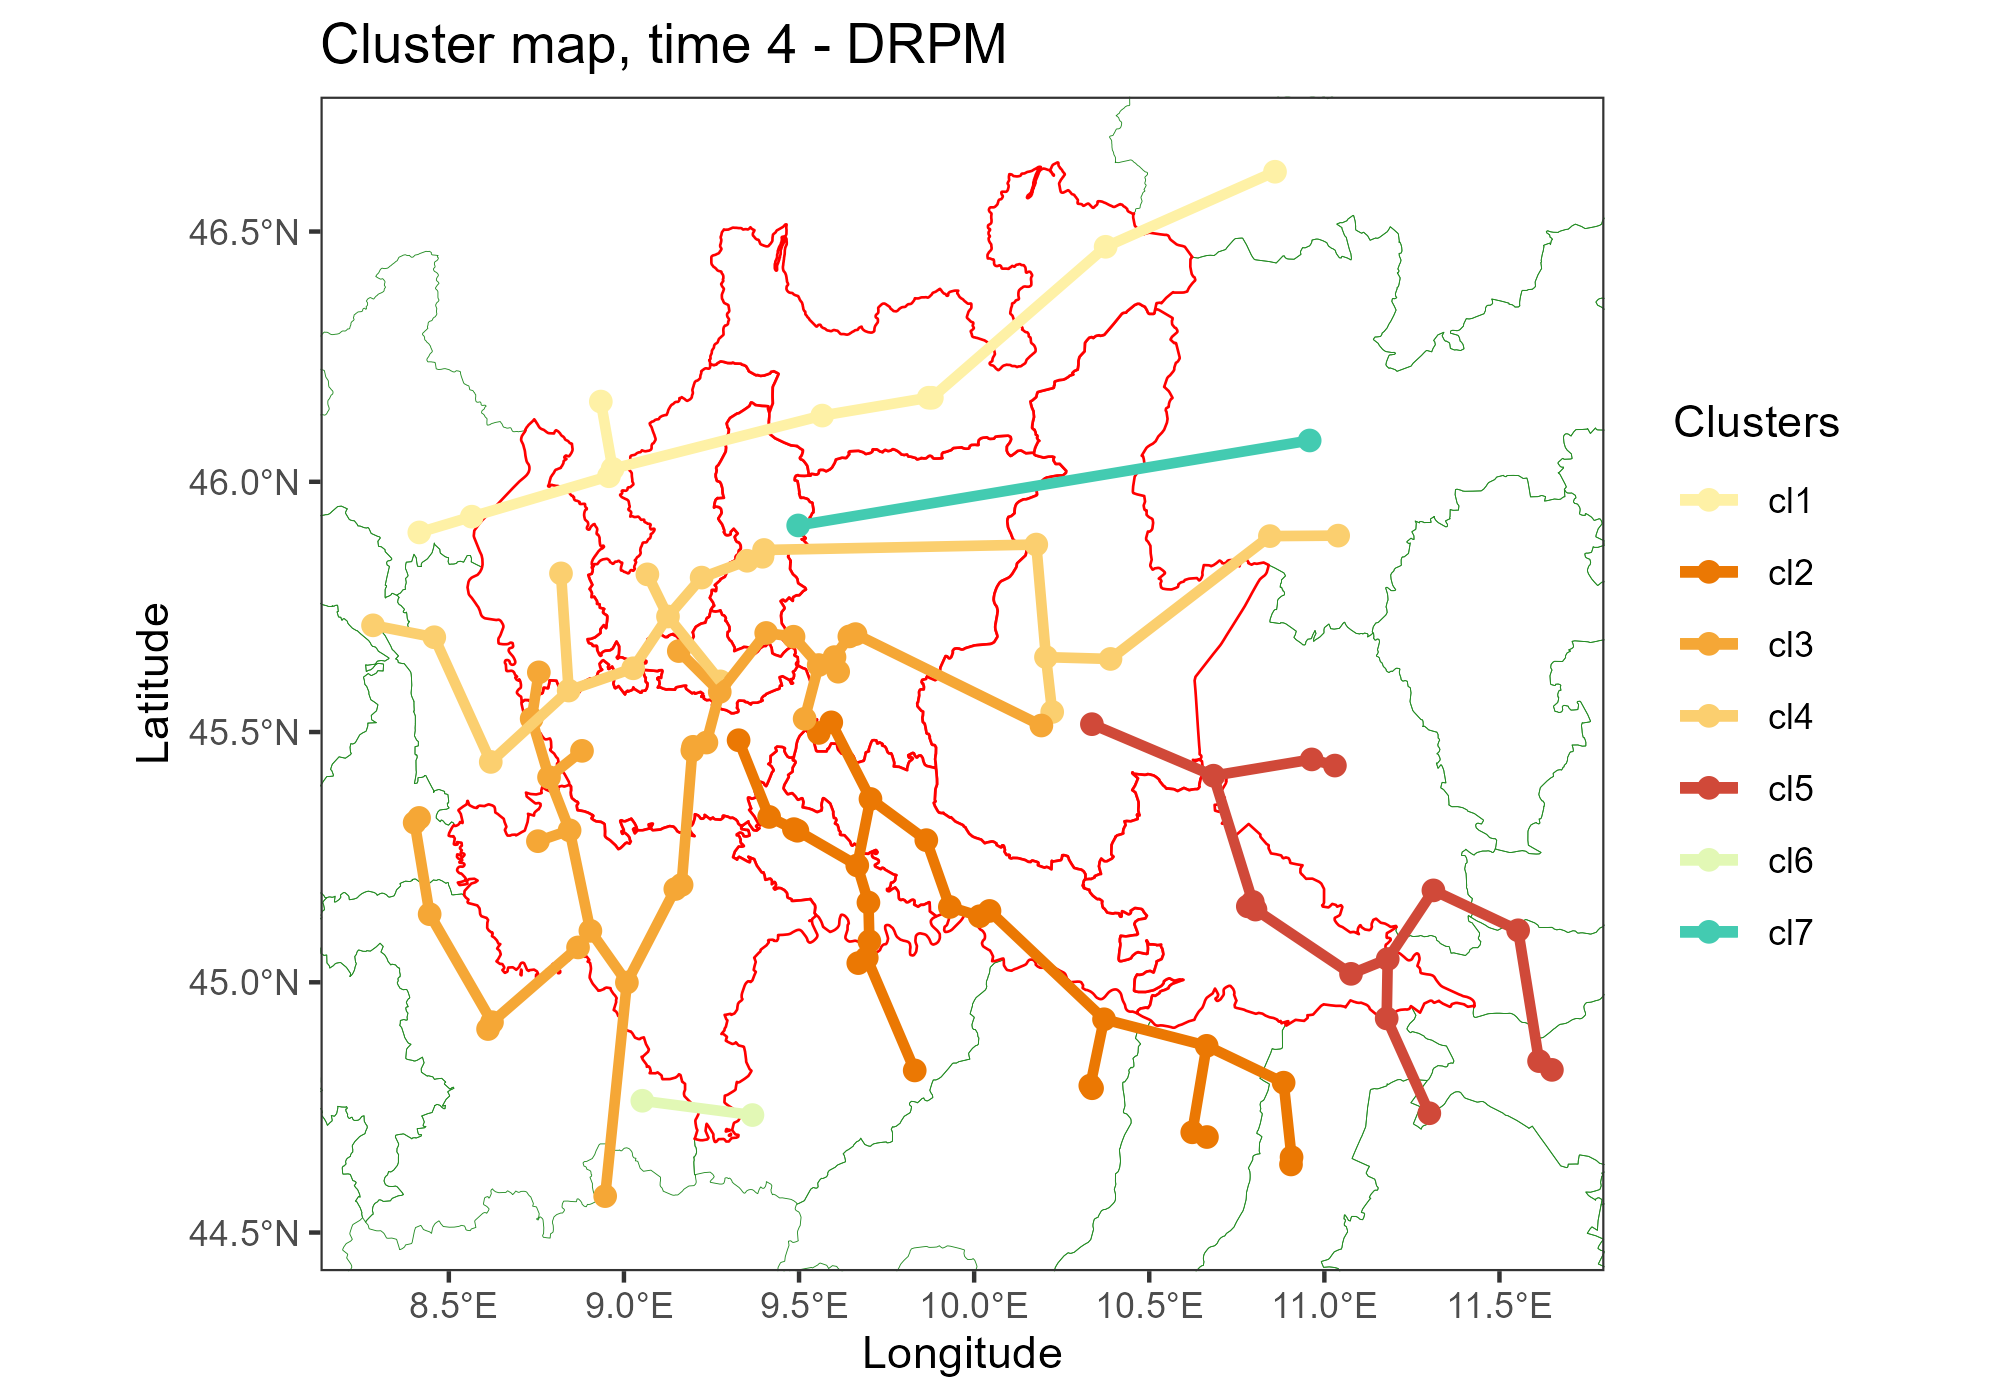 Cluster map, time 4 - DRPM
46.5°N
46.0°N
45.5°N
45.0°N
44.5°N
Latitude
8.5°E
9.0°E
9.5°E
10.0°E
10.5°E
11.0°E
11.5°E
Longitude
Clusters
cl1
cl2
cl3
cl4
cl5
cl6
cl7